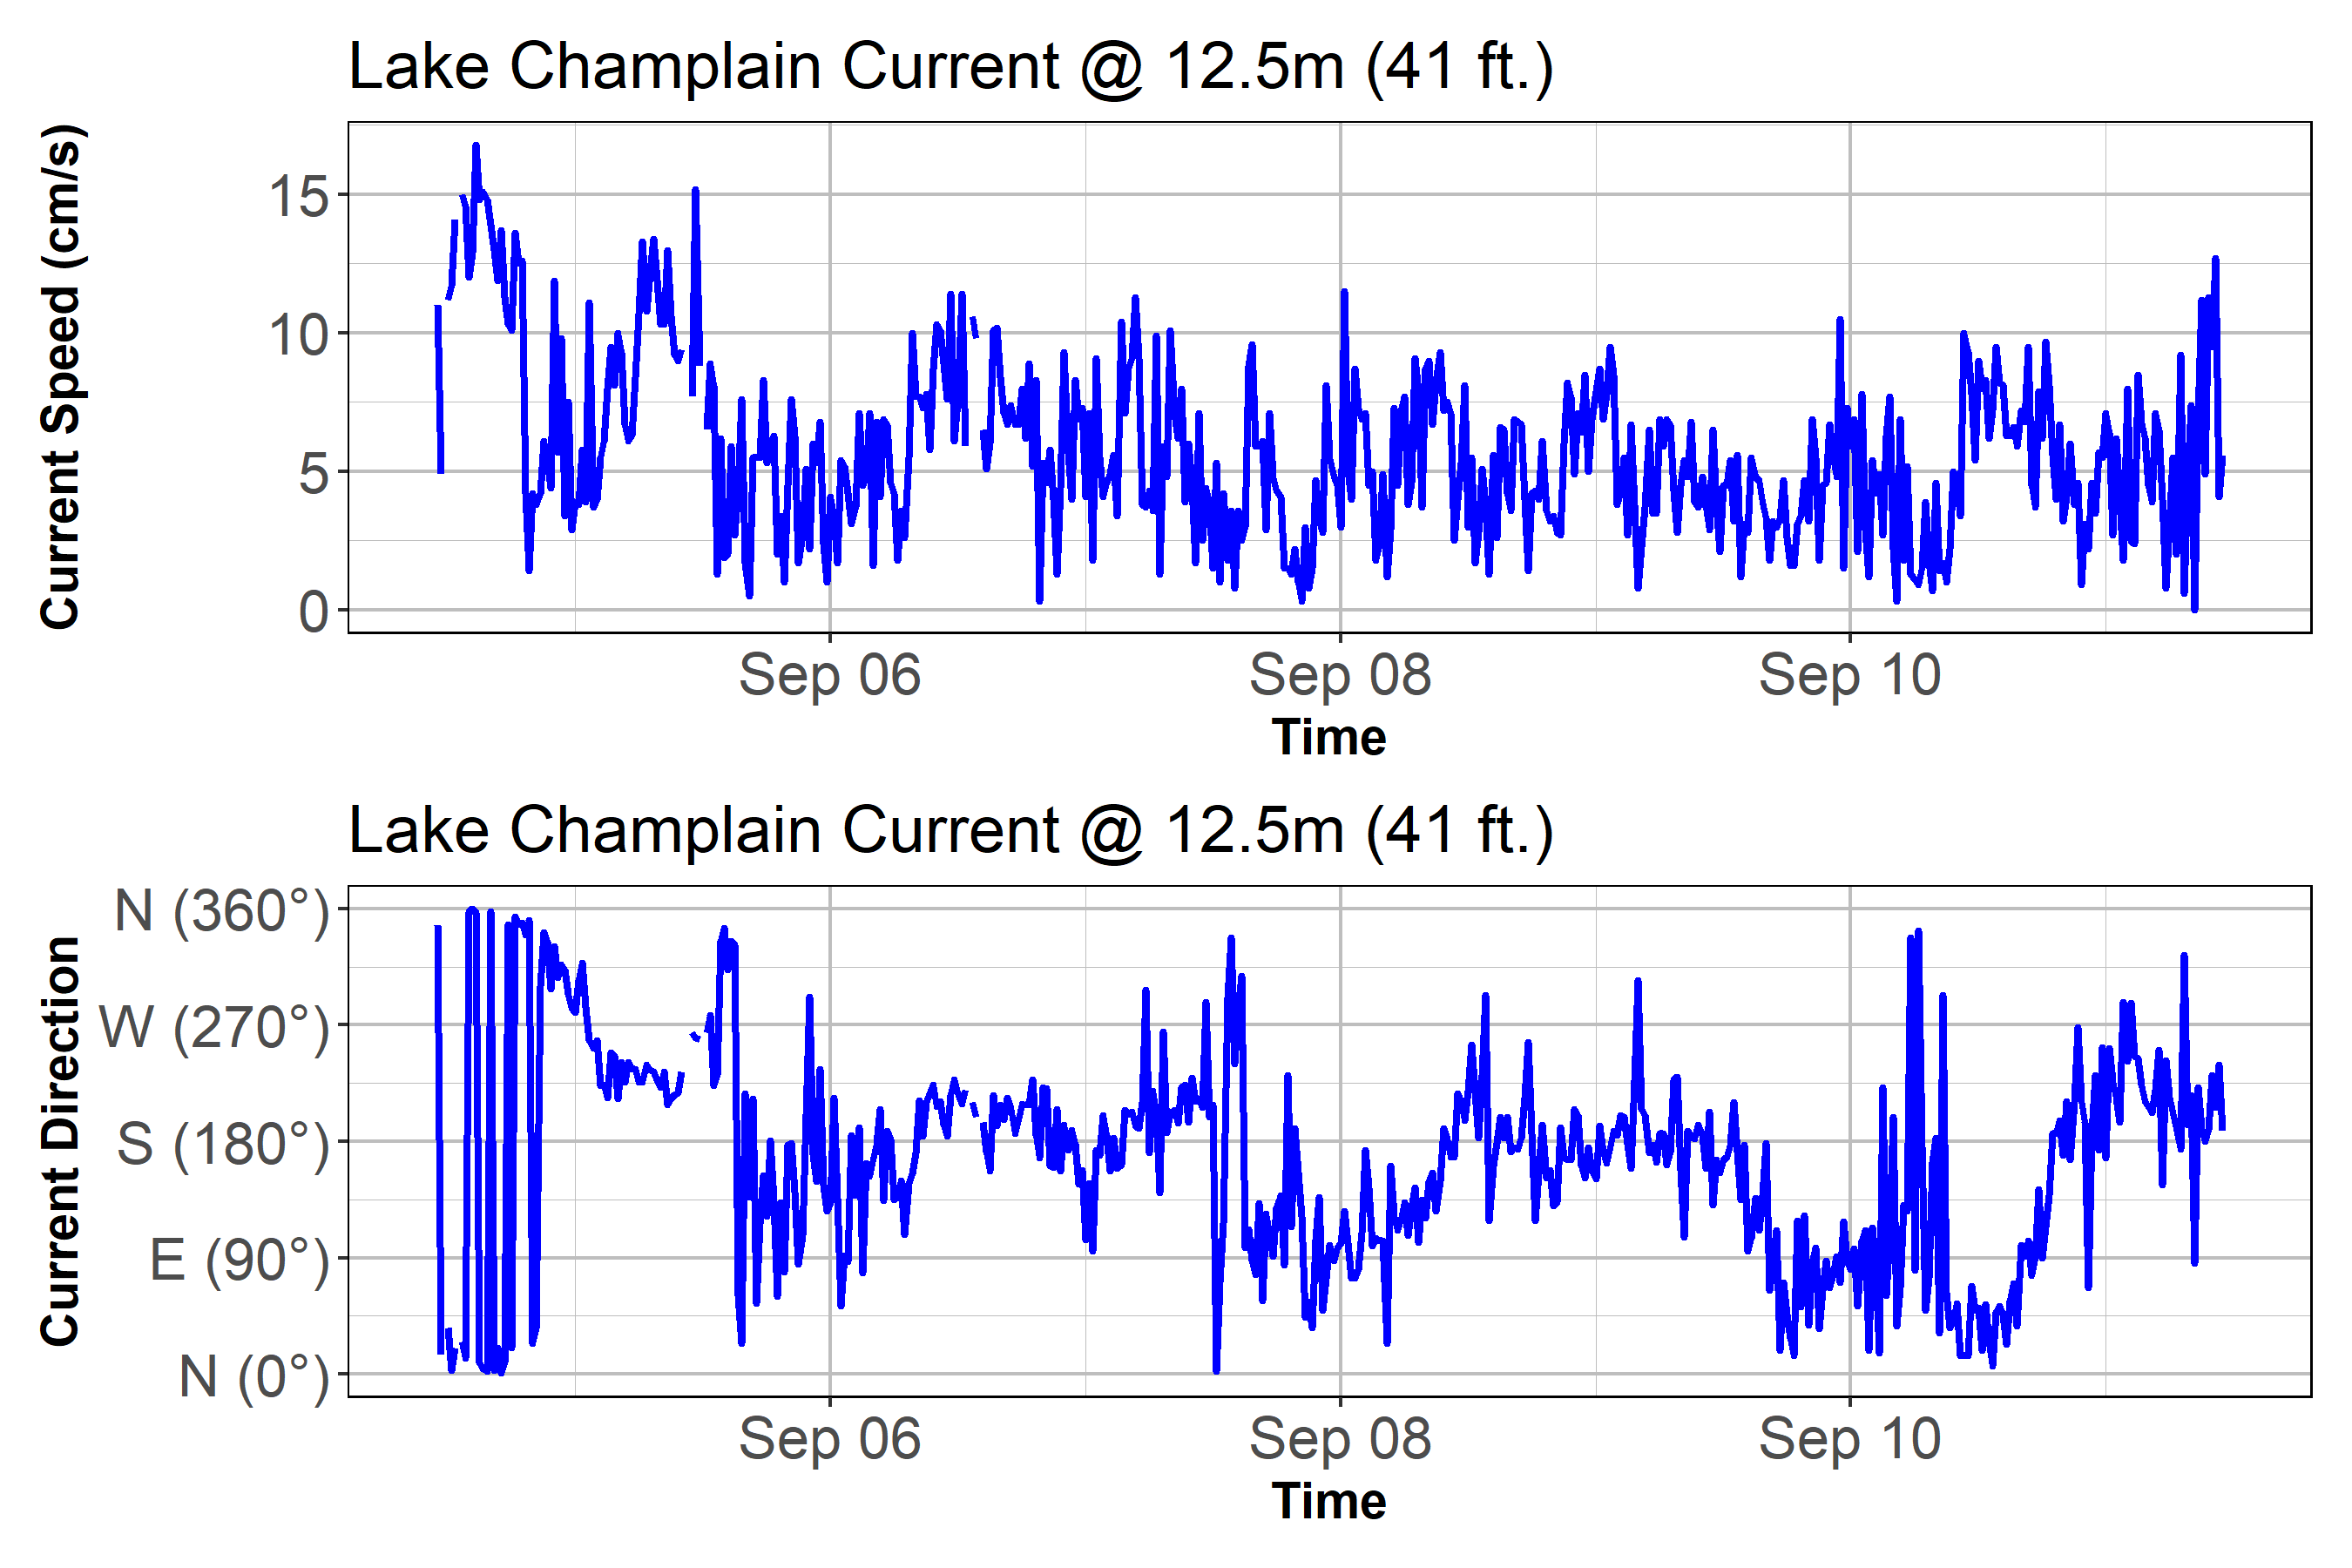 Lake Champlain Current @ 12.5m (41 ft.)
Current Speed (cm/s)
15
10
5
0
Sep 06
Sep 08
Sep 10
Time
Lake Champlain Current @ 12.5m (41 ft.)
Current Direction
N (360°)
W (270°)
S (180°)
E (90°)
N (0°)
Sep 06
Sep 08
Sep 10
Time